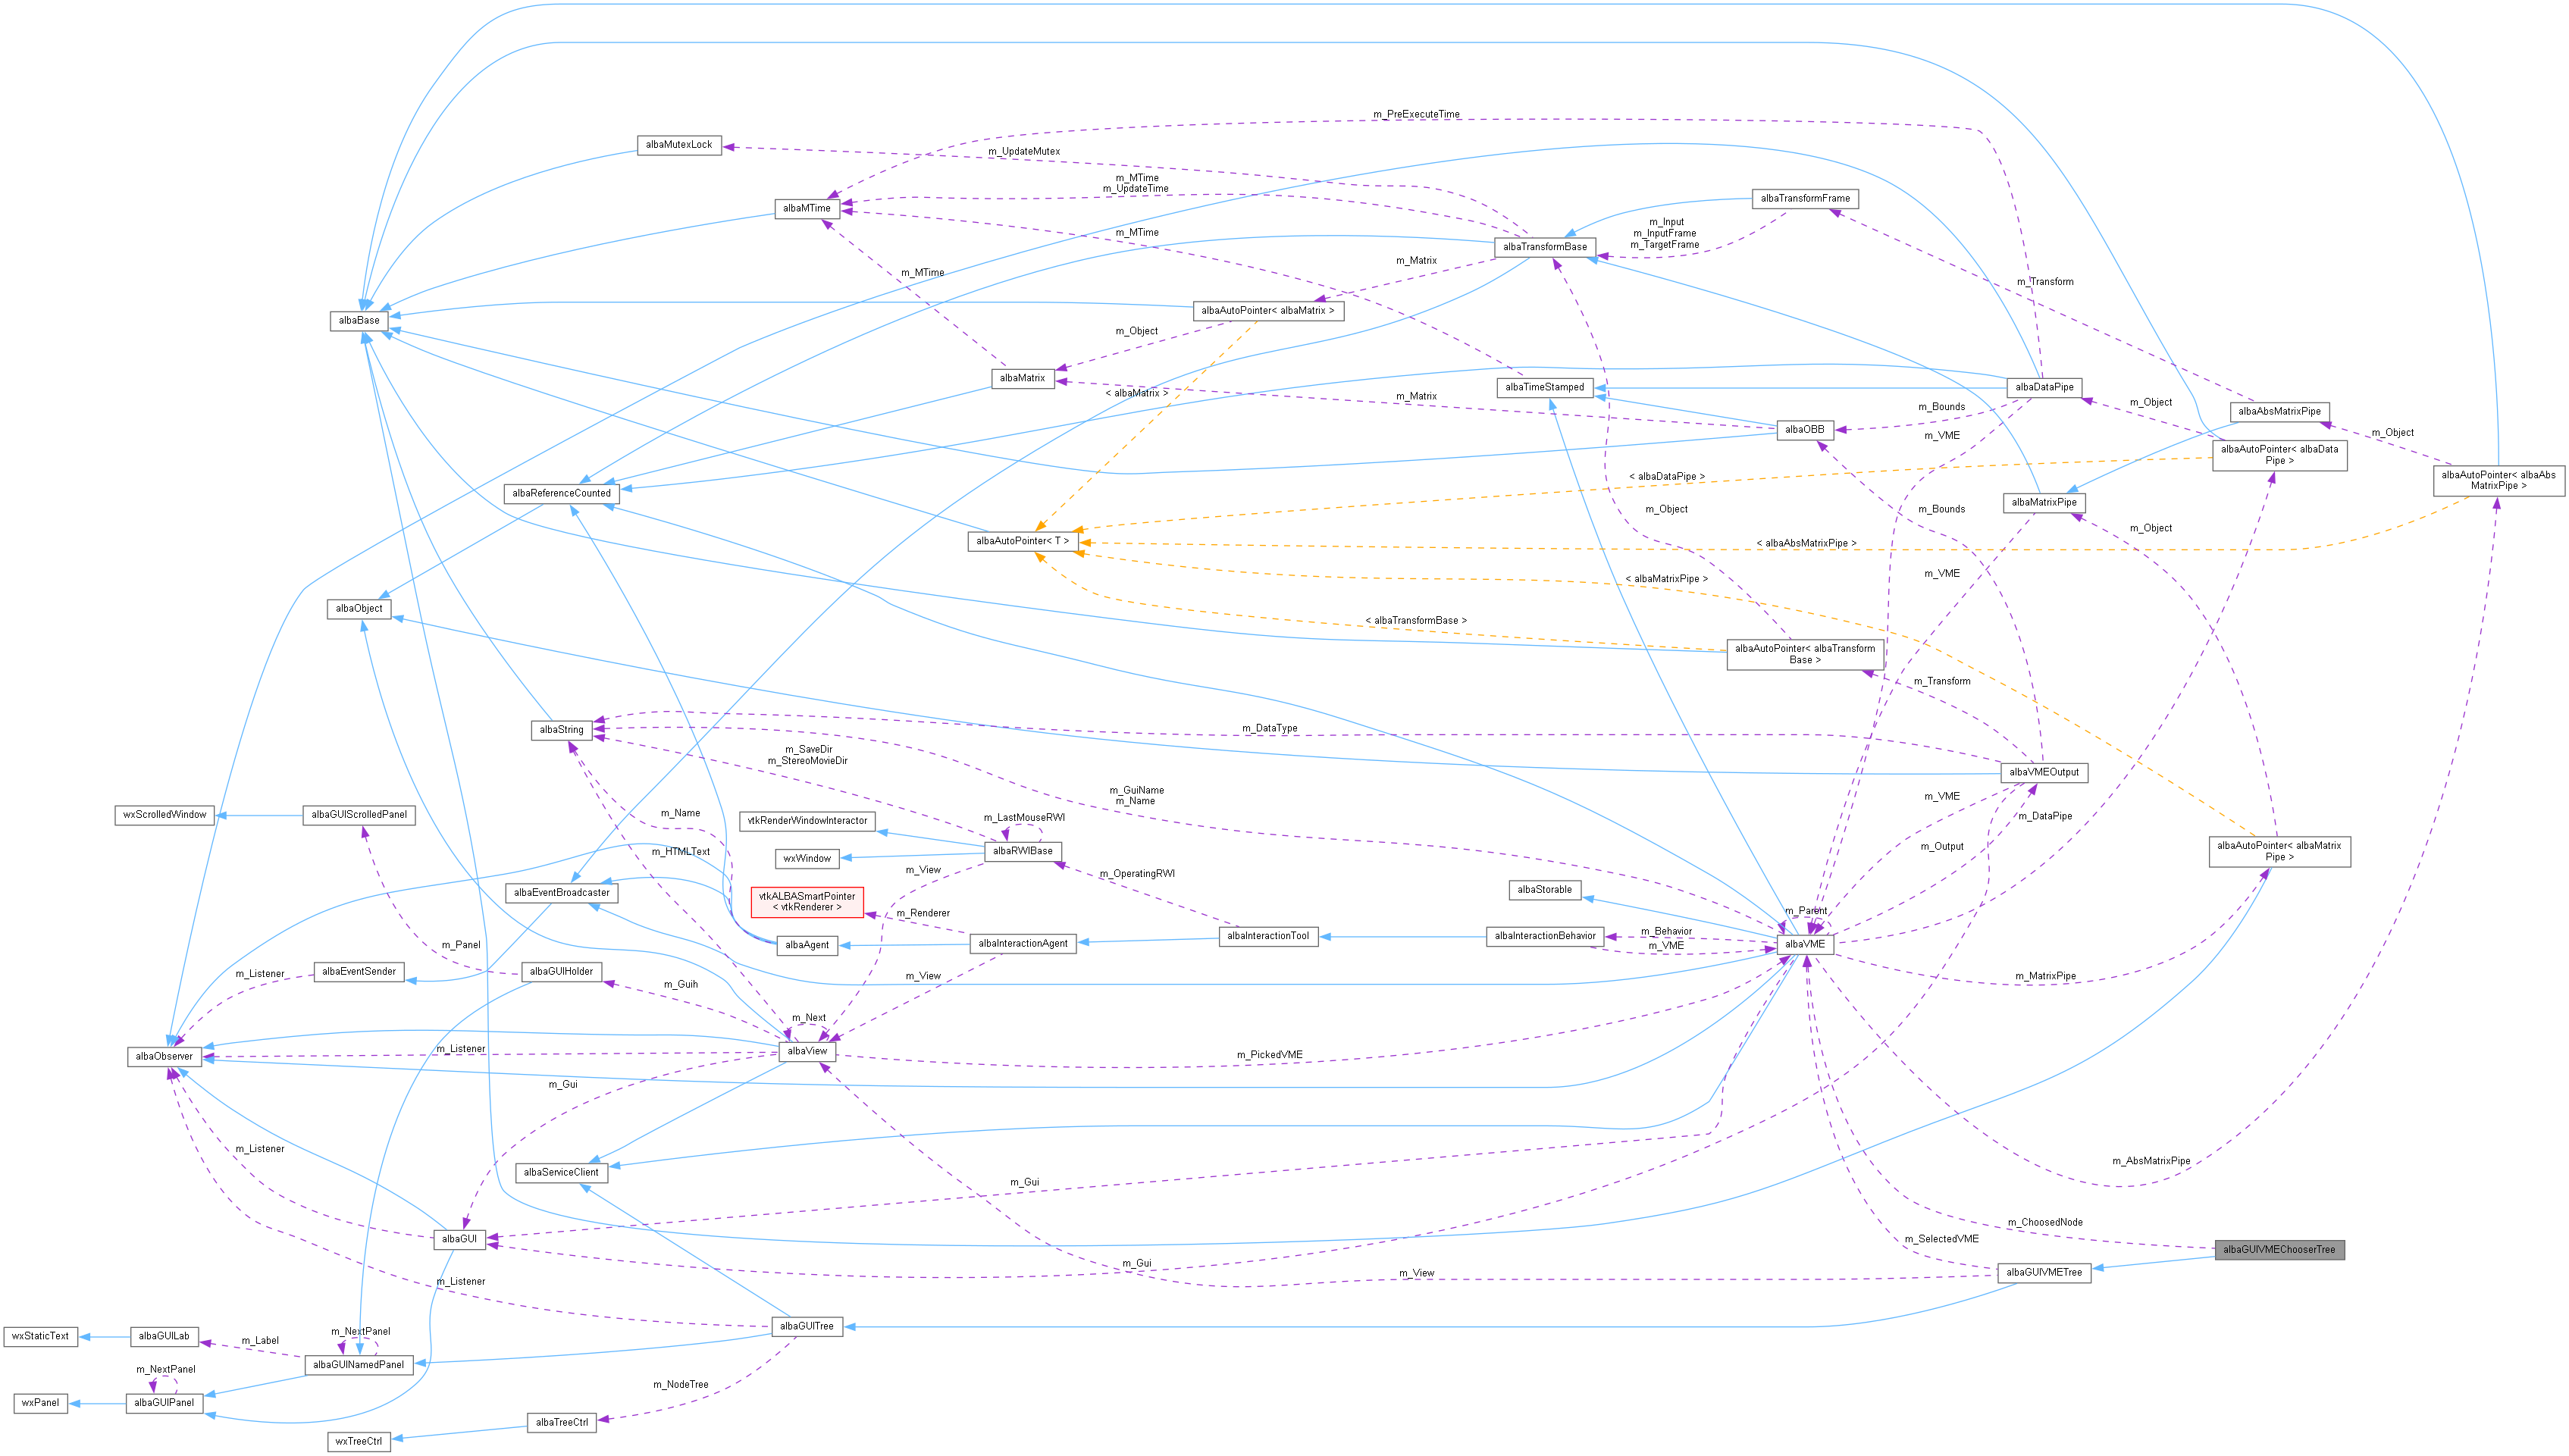 m_PreExecuteTime
albaMutexLock
m_UpdateMutex
m_MTime
m_UpdateTime
albaTransformFrame
albaMTime
m_Input
m_InputFrame
m_TargetFrame
m_MTime
albaTransformBase
m_Matrix
m_MTime
m_Transform
albaAutoPointer< albaMatrix >
albaBase
m_Object
albaMatrix
albaTimeStamped
albaDataPipe
< albaMatrix >
m_Matrix
m_Bounds
m_Object
albaAbsMatrixPipe
albaOBB
m_VME
m_Object
albaAutoPointer< albaData
Pipe >
albaAutoPointer< albaAbs
MatrixPipe >
< albaDataPipe >
albaReferenceCounted
albaMatrixPipe
m_Object
m_Bounds
m_Object
albaAutoPointer< T >
< albaAbsMatrixPipe >
m_VME
< albaMatrixPipe >
albaObject
< albaTransformBase >
albaAutoPointer< albaTransform
Base >
m_Transform
albaString
m_DataType
m_SaveDir
m_StereoMovieDir
albaVMEOutput
m_GuiName
m_Name
m_VME
wxScrolledWindow
albaGUIScrolledPanel
m_Name
vtkRenderWindowInteractor
m_LastMouseRWI
m_DataPipe
albaRWIBase
m_HTMLText
wxWindow
m_Output
albaAutoPointer< albaMatrix
Pipe >
m_View
m_OperatingRWI
albaEventBroadcaster
vtkALBASmartPointer
< vtkRenderer >
albaStorable
m_Renderer
m_Parent
m_Panel
albaAgent
albaInteractionAgent
albaInteractionTool
albaInteractionBehavior
m_Behavior
m_VME
albaVME
m_Listener
albaEventSender
albaGUIHolder
m_View
m_MatrixPipe
m_Guih
m_Next
albaObserver
m_Listener
albaView
m_PickedVME
m_Gui
m_Listener
albaServiceClient
m_AbsMatrixPipe
m_Gui
m_ChoosedNode
albaGUI
m_SelectedVME
albaGUIVMEChooserTree
m_Gui
m_View
albaGUIVMETree
m_Listener
albaGUITree
wxStaticText
albaGUILab
m_Label
m_NextPanel
albaGUINamedPanel
m_NextPanel
m_NodeTree
wxPanel
albaGUIPanel
albaTreeCtrl
wxTreeCtrl